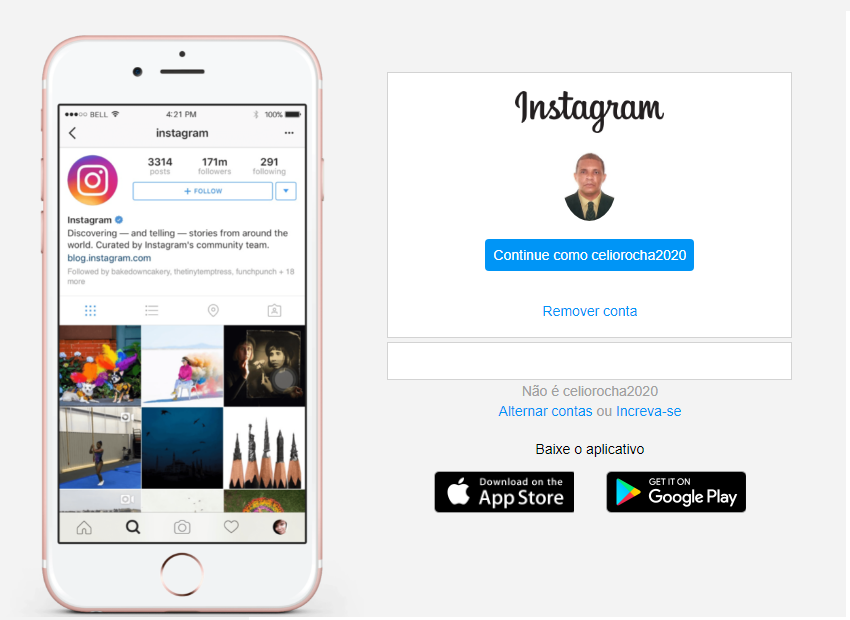 ●●●○○ BELL 4:21 PM 100%
instagram
3314 171m 291
posts followers following
+ FOLLOW
Instagram
Discovering — and telling — stories from around the
world. Curated by Instagram's community team.
blog.instagram.com
Followed by bakedowncakery, thetinylemptress, funchpunch + 18
more
Instagram
Continue como celiorocha2020
Remover conta
Não é celiorocha2020
Alternar contas ou Increva-se
Baixe o aplicativo
Download on the
App Store
GET IT ON
Google Play